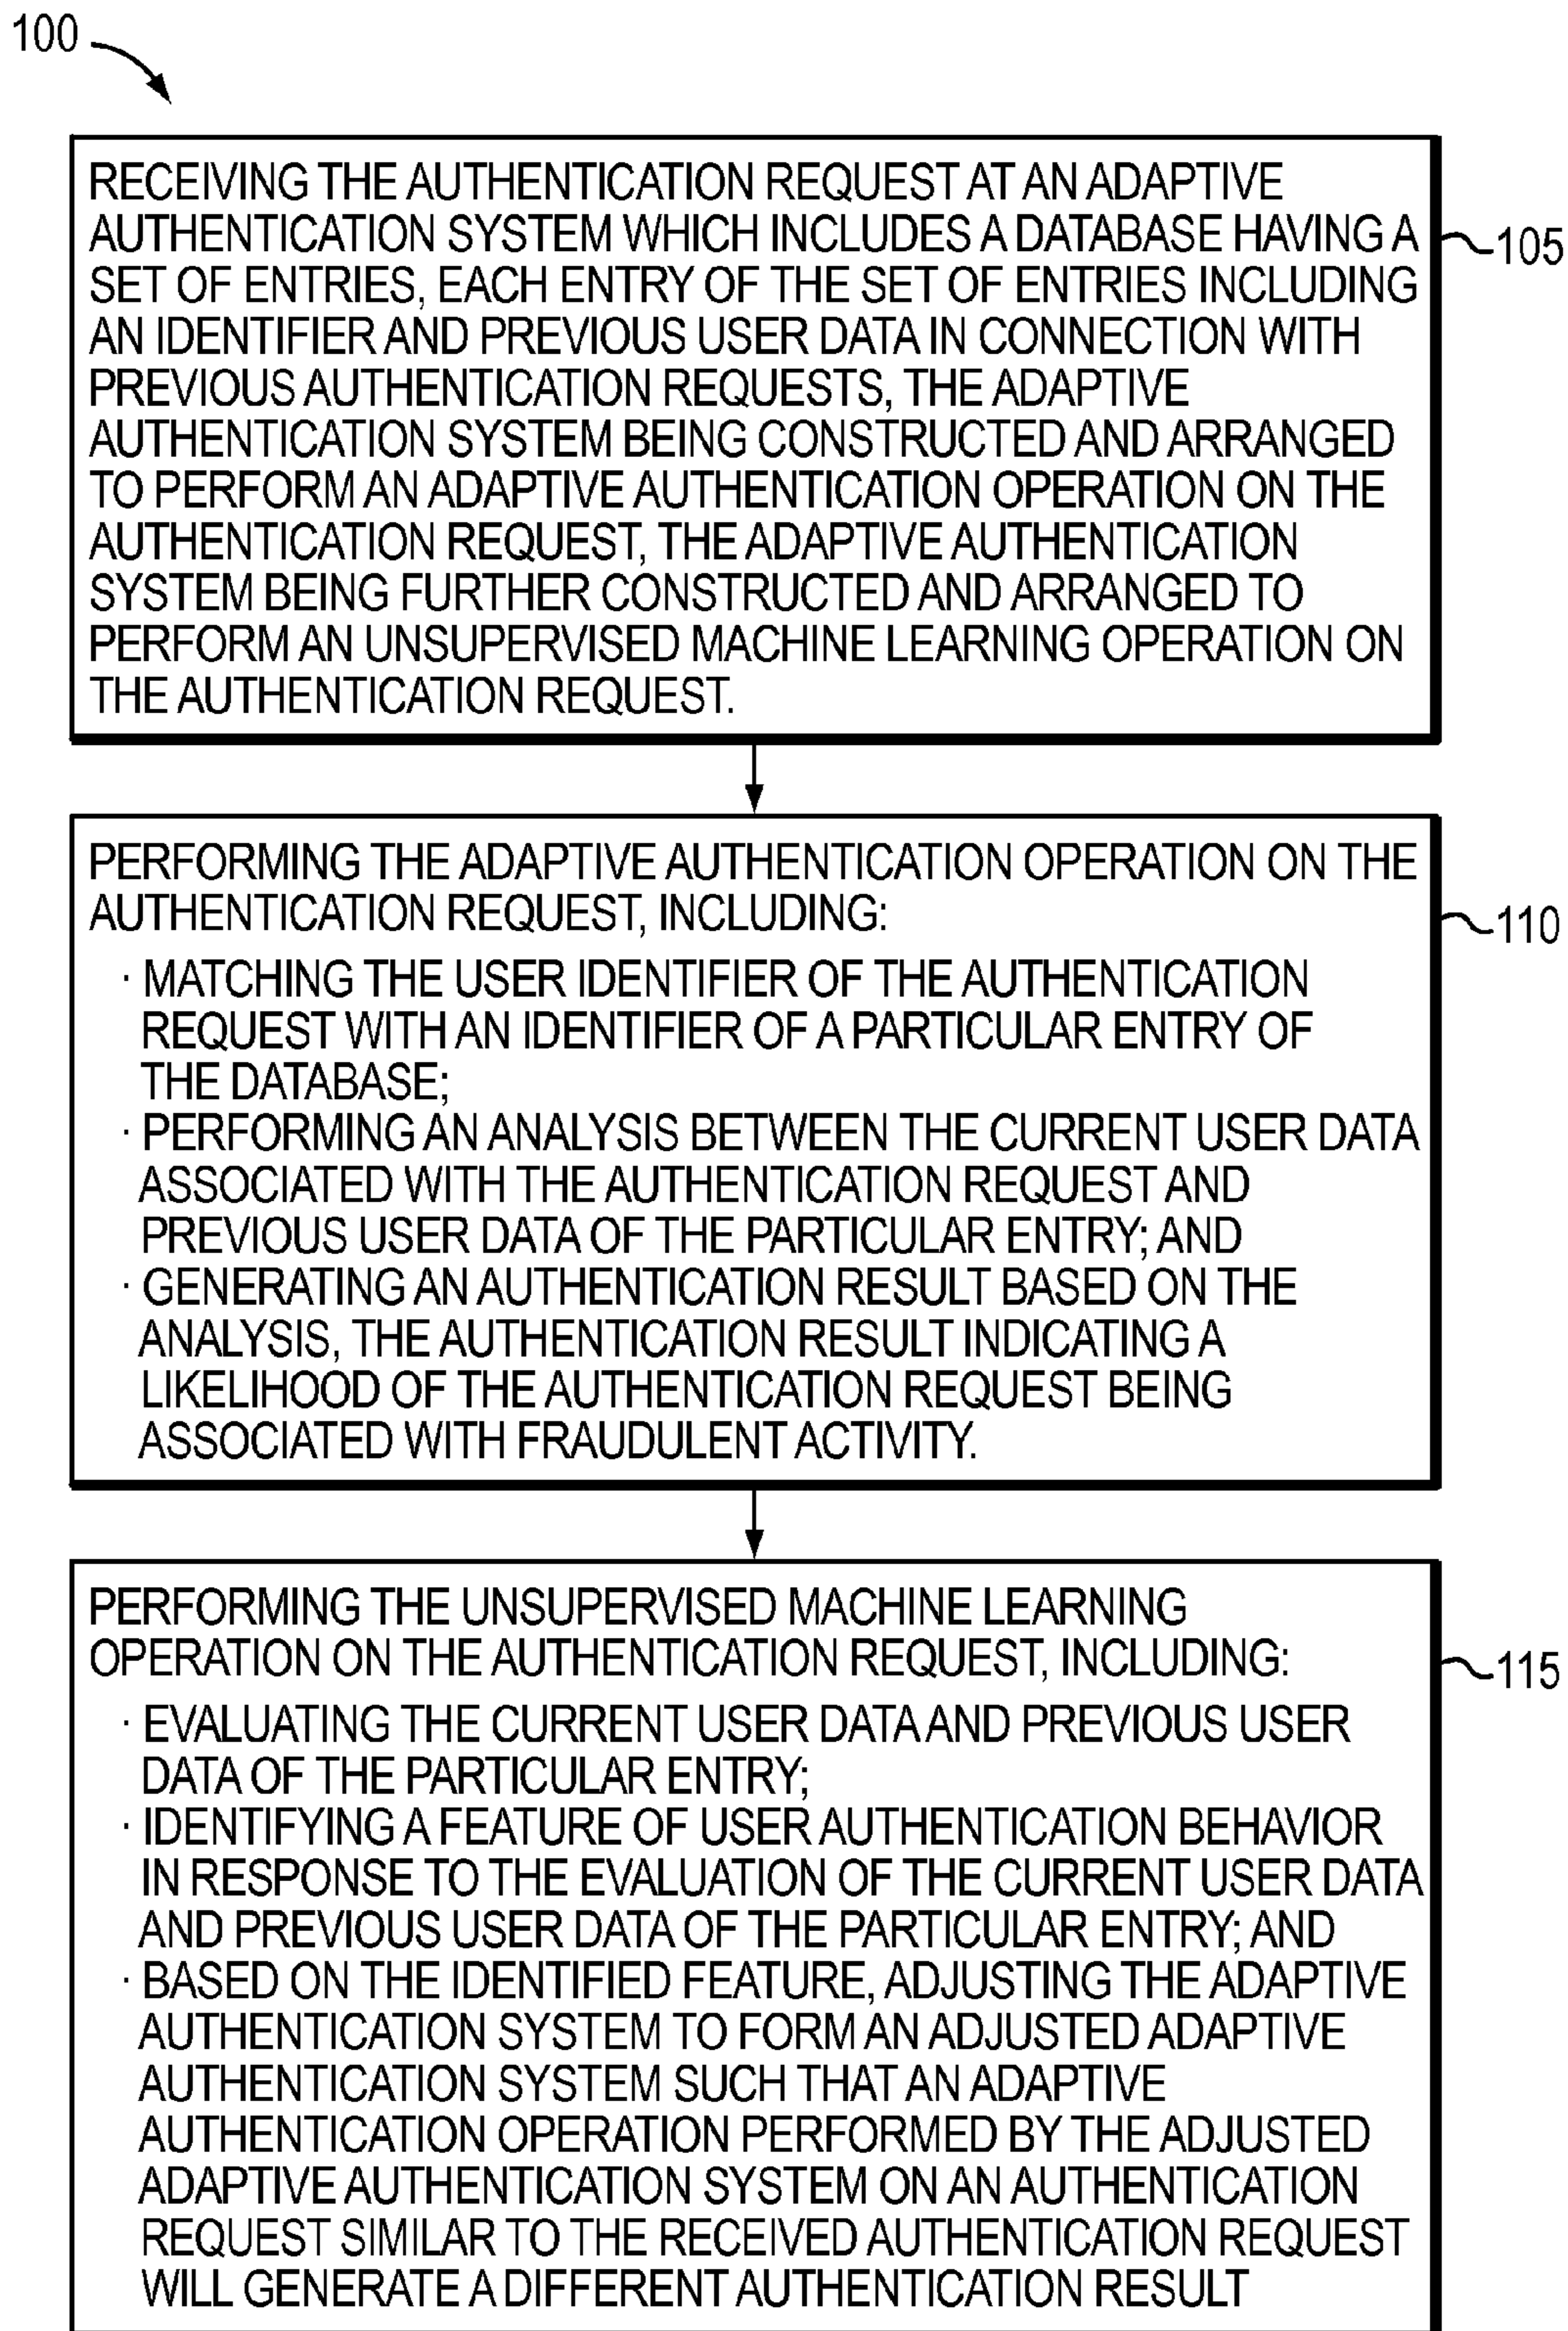 100
RECEIVING THE AUTHENTICATION REQUEST AT AN ADAPTIVE
AUTHENTICATION SYSTEM WHICH INCLUDES A DATABASE HAVING A
SET OF ENTRIES, EACH ENTRY OF THE SET OF ENTRIES INCLUDING
AN IDENTIFIER AND PREVIOUS USER DATA IN CONNECTION WITH
PREVIOUS AUTHENTICATION REQUESTS, THE ADAPTIVE
AUTHENTICATION SYSTEM BEING CONSTRUCTED AND ARRANGED
TO PERFORM AN ADAPTIVE AUTHENTICATION OPERATION ON THE
AUTHENTICATION REQUEST, THE ADAPTIVE AUTHENTICATION
SYSTEM BEING FURTHER CONSTRUCTED AND ARRANGED TO
PERFORM AN UNSUPERVISED MACHINE LEARNING OPERATION ON
THE AUTHENTICATION REQUEST.
105
PERFORMING THE ADAPTIVE AUTHENTICATION OPERATION ON THE
AUTHENTICATION REQUEST, INCLUDING:
· MATCHING THE USER IDENTIFIER OF THE AUTHENTICATION
REQUEST WITH AN IDENTIFIER OF A PARTICULAR ENTRY OF
THE DATABASE;
· PERFORMING AN ANALYSIS BETWEEN THE CURRENT USER DATA
ASSOCIATED WITH THE AUTHENTICATION REQUEST AND
PREVIOUS USER DATA OF THE PARTICULAR ENTRY; AND
· GENERATING AN AUTHENTICATION RESULT BASED ON THE
ANALYSIS, THE AUTHENTICATION RESULT INDICATING A
LIKELIHOOD OF THE AUTHENTICATION REQUEST BEING
ASSOCIATED WITH FRAUDULENT ACTIVITY.
110
PERFORMING THE UNSUPERVISED MACHINE LEARNING
OPERATION ON THE AUTHENTICATION REQUEST, INCLUDING:
· EVALUATING THE CURRENT USER DATA AND PREVIOUS USER
DATA OF THE PARTICULAR ENTRY;
· IDENTIFYING A FEATURE OF USER AUTHENTICATION BEHAVIOR
IN RESPONSE TO THE EVALUATION OF THE CURRENT USER DATA
AND PREVIOUS USER DATA OF THE PARTICULAR ENTRY; AND
· BASED ON THE IDENTIFIED FEATURE, ADJUSTING THE ADAPTIVE
AUTHENTICATION SYSTEM TO FORM AN ADJUSTED ADAPTIVE
AUTHENTICATION SYSTEM SUCH THAT AN ADAPTIVE
AUTHENTICATION OPERATION PERFORMED BY THE ADJUSTED
ADAPTIVE AUTHENTICATION SYSTEM ON AN AUTHENTICATION
REQUEST SIMILAR TO THE RECEIVED AUTHENTICATION REQUEST
WILL GENERATE A DIFFERENT AUTHENTICATION RESULT
115